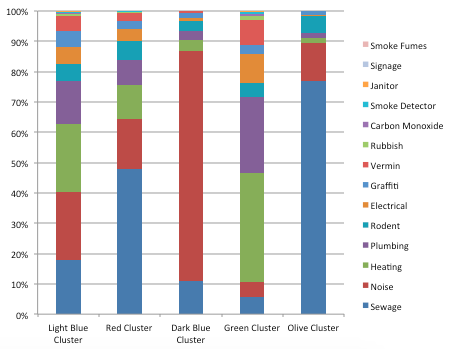 100%
90%
80%
70%
60%
50%
40%
30%
20%
10%
0%
Light Blue
Cluster
Red Cluster
Dark Blue
Cluster
Green Cluster
Olive Cluster
Smoke Fumes
Signage
Janitor
Smoke Detector
Carbon Monoxide
Rubbish
Vermin
Graffiti
Electrical
Rodent
Plumbing
Heating
Noise
Sewage